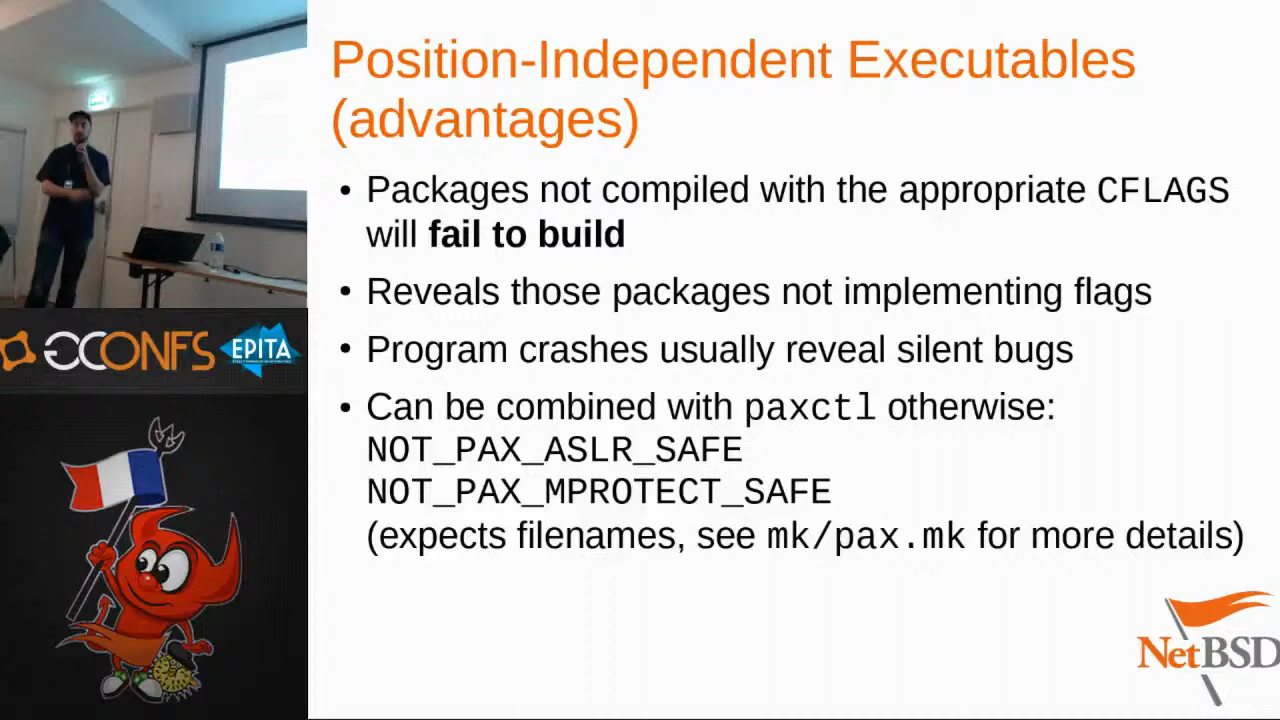 Position-Independent Executables
(advantages)
• Packages not compiled with the appropriate CFLAGS
will fail to build
• Reveals those packages not implementing flags
• Program crashes usually reveal silent bugs
• Can be combined with paxctl otherwise:
NOT_PAX_ASLR_SAFE
NOT_PAX_MPROTECT_SAFE
(expects filenames, see mk/pax.mk for more details)
EPITA
NetBSD